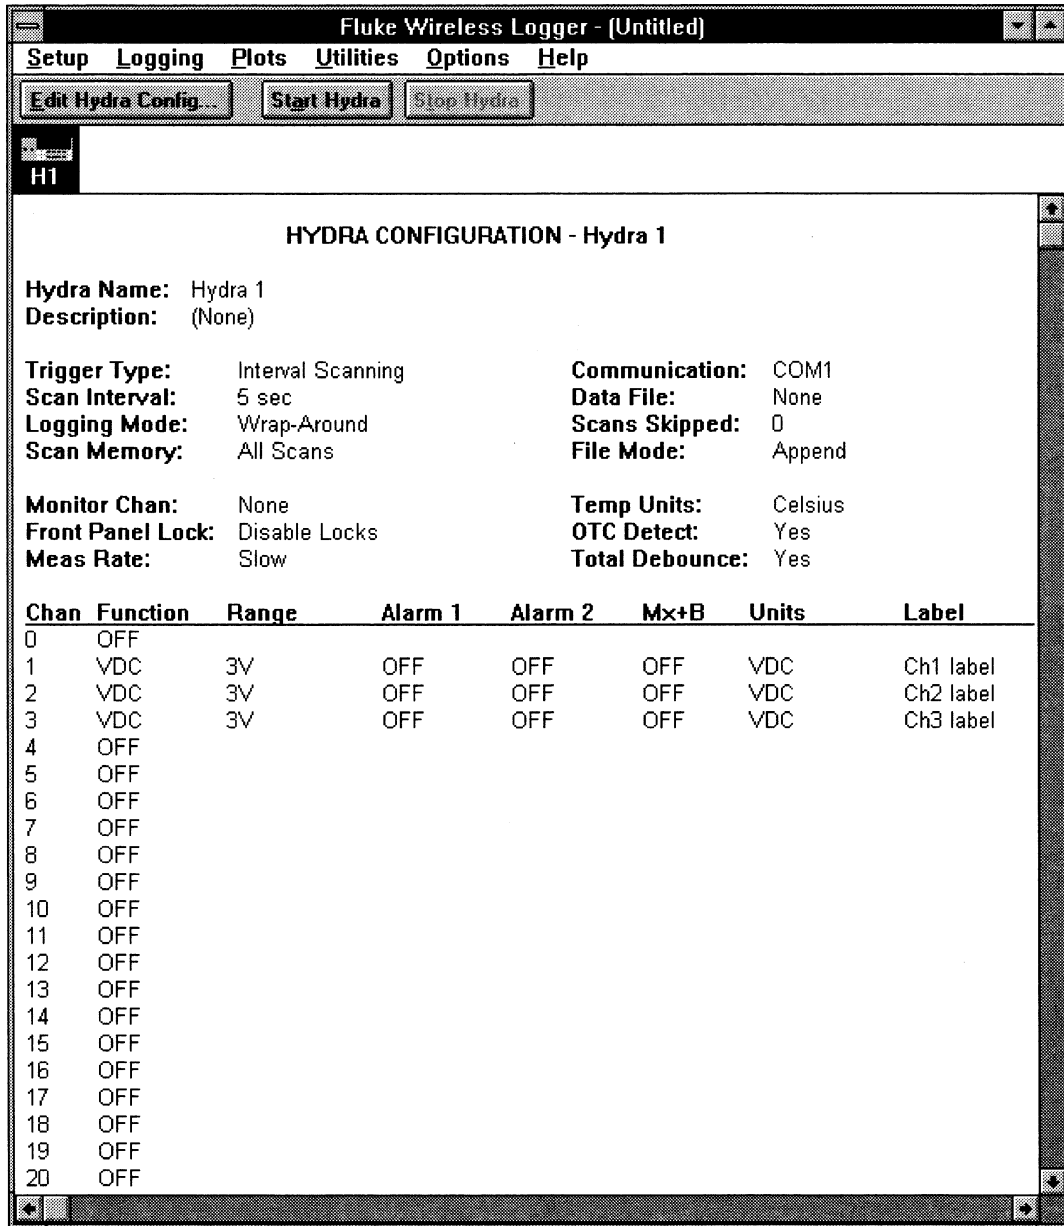 Fluke Wireless Logger - (Untitled)
Setup Logging Plots Utilities Options Help
Edit Hydra Config... Start Hydra Stop Hydra
H1
HYDRA CONFIGURATION - Hydra 1
Hydra Name: Hydra 1
Description: (None)
Trigger Type: Interval Scanning Communication: COM1
Scan Interval: 5 sec Data File: None
Logging Mode: Wrap-Around Scans Skipped: 0
Scan Memory: All Scans File Mode: Append
Monitor Chan: None Temp Units: Celsius
Front Panel Lock: Disable Locks OTC Detect: Yes
Meas Rate: Slow Total Debounce: Yes
Chan Function Range Alarm 1 Alarm 2 Mx+B Units Label
0 OFF
1 VDC 3V OFF OFF OFF VDC Ch1 label
2 VDC 3V OFF OFF OFF VDC Ch2 label
3 VDC 3V OFF OFF OFF VDC Ch3 label
4 OFF
5 OFF
6 OFF
7 OFF
8 OFF
9 OFF
10 OFF
11 OFF
12 OFF
13 OFF
14 OFF
15 OFF
16 OFF
17 OFF
18 OFF
19 OFF
20 OFF